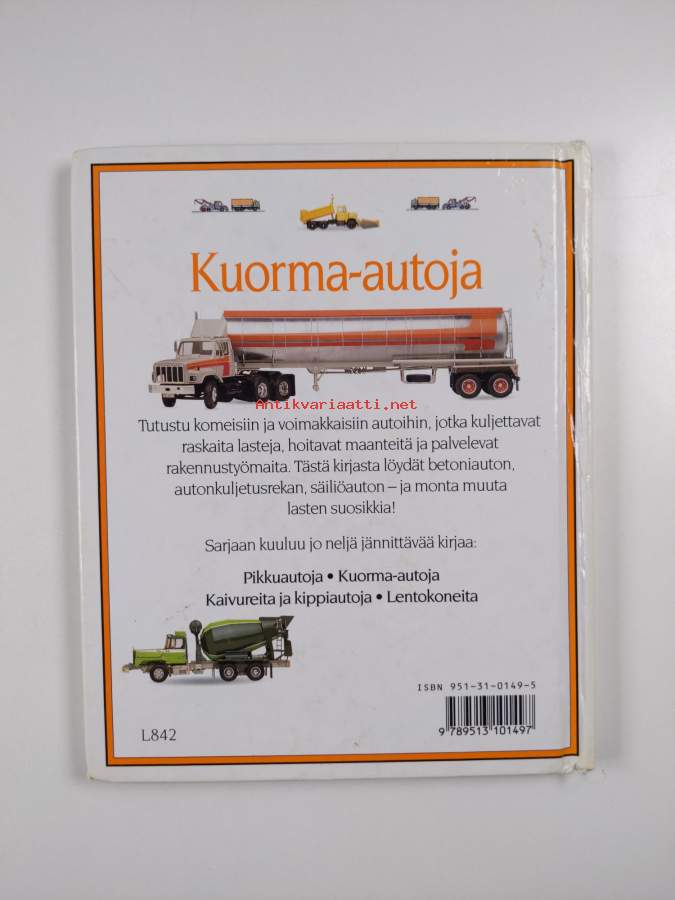 Kuorma-autoja
Antikvariaatti.net
Tutustu komeisiin ja voimakkaisiin autoihin, jotka kuljettavat
raskaita lasteja, hoitavat maanteitä ja palvelevat
rakennustyömaita. Tästä kirjasta löydät betoniauton,
autonkuljetusrekan, säiliöauton – ja monta muuta
lasten suosikkia!
Sarjaan kuuluu jo neljä jännittävää kirjaa:
Pikkuautoja • Kuorma-autoja
Kaivureita ja kippiautoja • Lentokoneita
ISBN 951-31-0149-5
9 789513 101497
L842